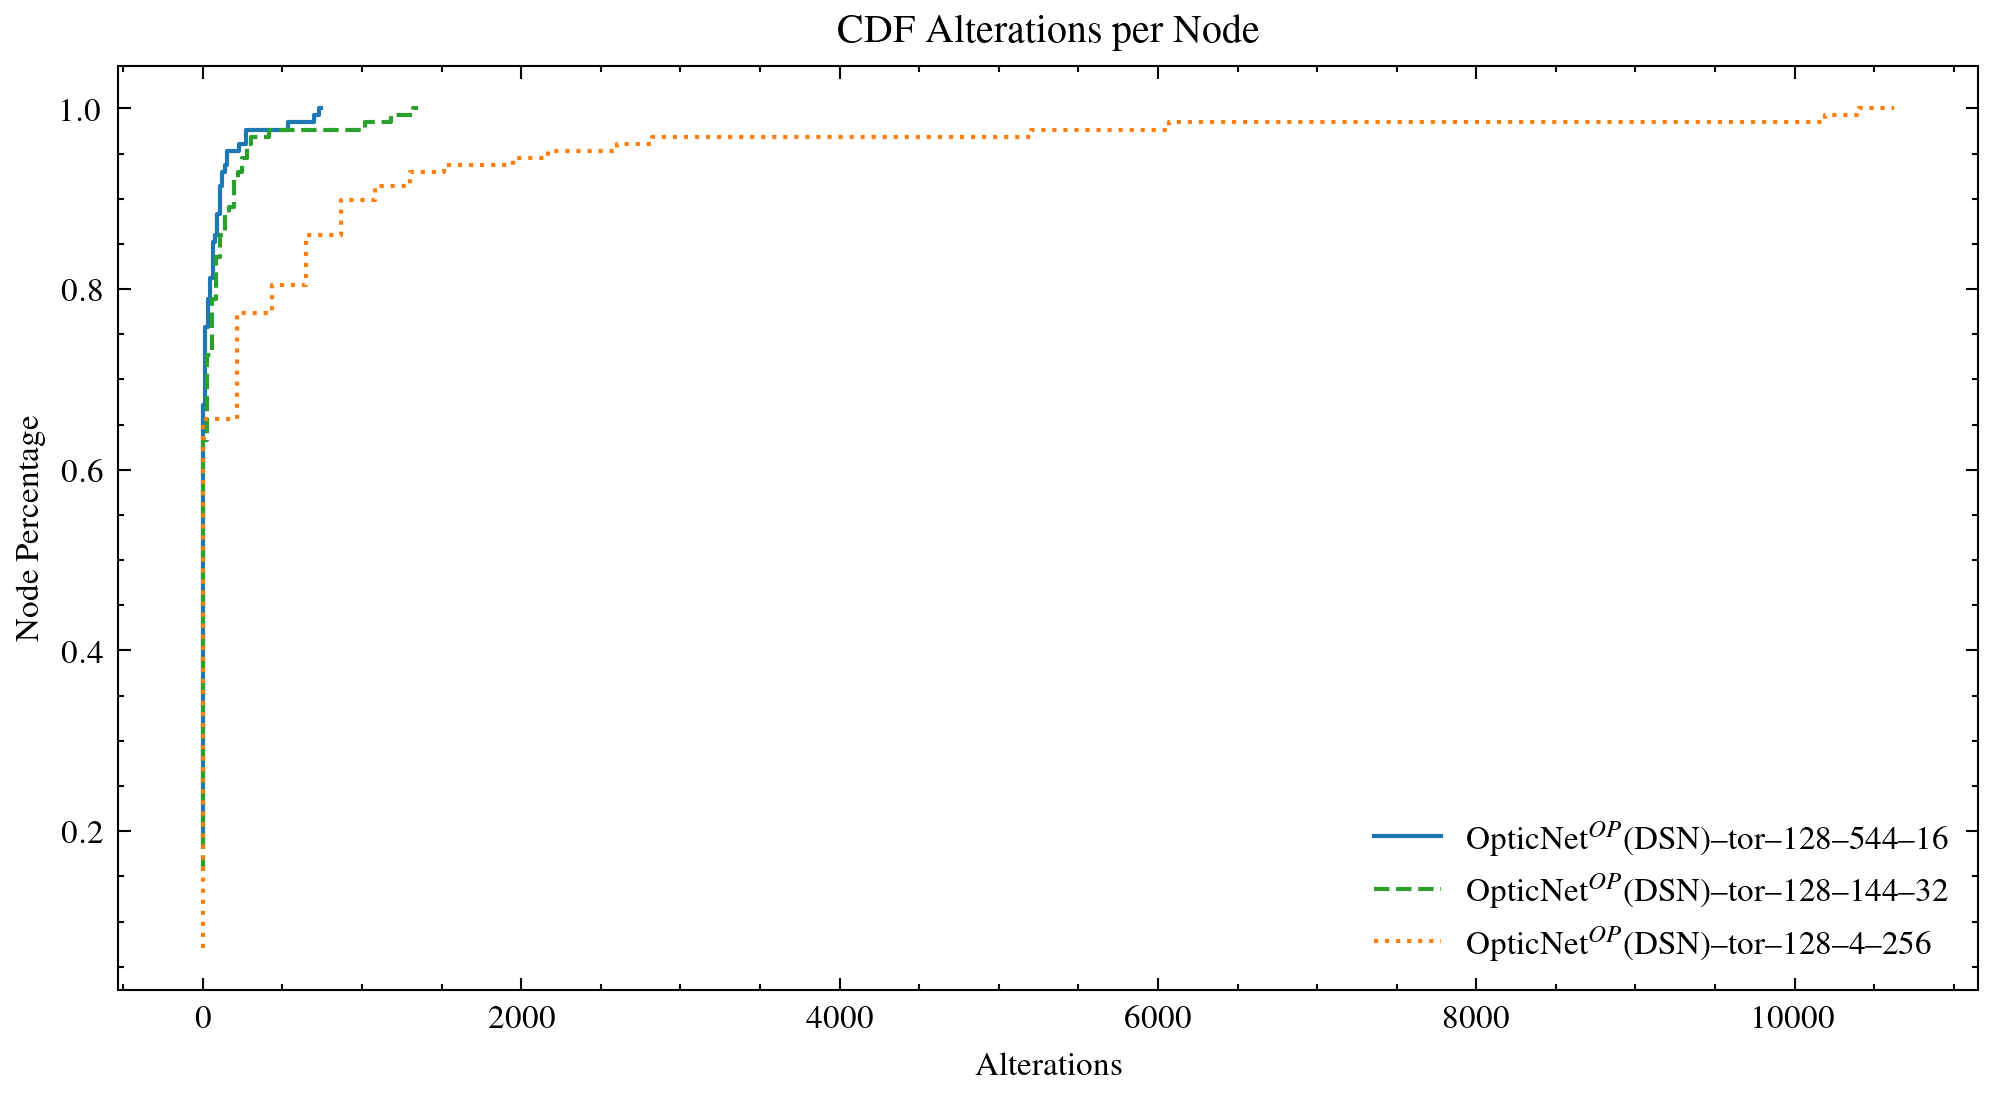 CDF Alterations per Node
1.0
0.8
0.6
0.4
0.2
Node Percentage
OpticNet^{OP}(DSN)–tor–128–544–16
OpticNet^{OP}(DSN)–tor–128–144–32
OpticNet^{OP}(DSN)–tor–128–4–256
0 2000 4000 6000 8000 10000
Alterations